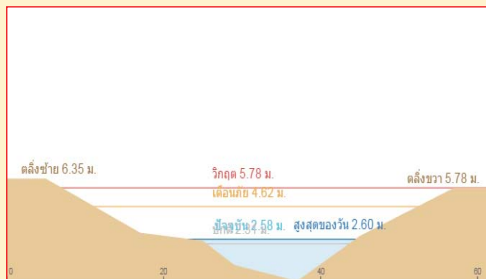 ตลิ่งซ้าย 6.35 ม.
วิกฤต 5.78 ม.
ตลิ่งขวา 5.78 ม.
เตือนภัย 4.62 ม.
ปัจจุบัน 2.58 ม.
สูงสุดของวัน 2.60 ม.
0 20 40 60